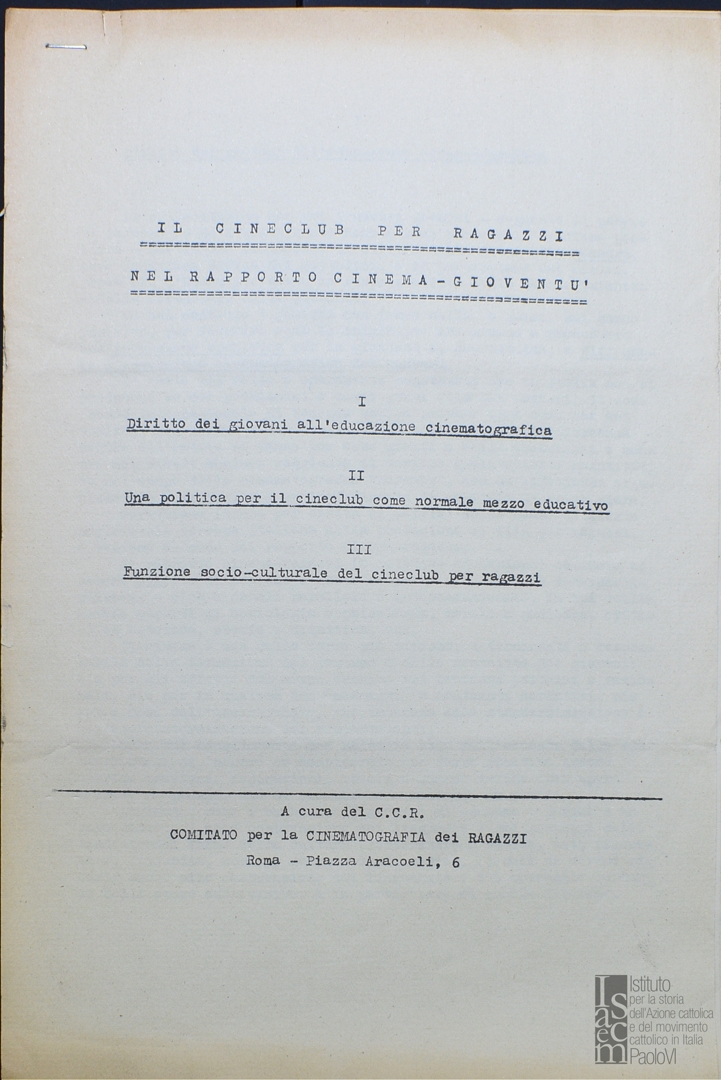 IL CINECLUB PER RAGAZZI
NEL RAPPORTO CINEMA-GIOVENTU'
I
Diritto dei giovani all'educazione cinematografica
II
Una politica per il cineclub come normale mezzo educativo
III
Funzione socio-culturale del cineclub per ragazzi
A cura del C.C.R.
COMITATO per la CINEMATOGRAFIA dei RAGAZZI
Roma - Piazza Aracoeli, 6
Isacem
Istituto
per la storia
dell'Azione cattolica
e del movimento
cattolico in Italia
PaoloVI